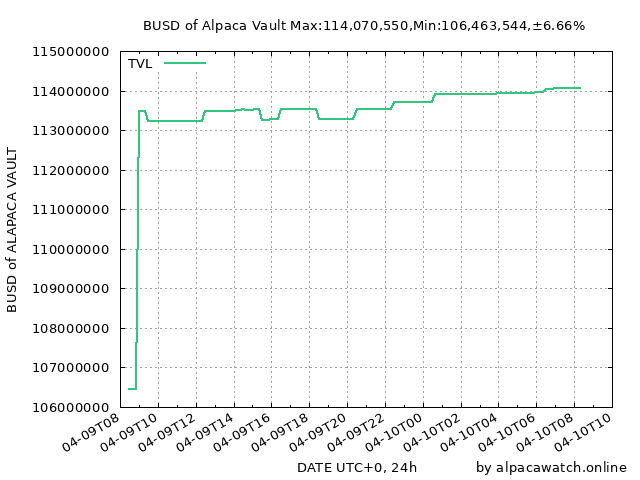 BUSD of Alpaca Vault Max:114,070,550,Min:106,463,544,±6.66%
TVL
115000000
114000000
113000000
112000000
111000000
110000000
109000000
108000000
107000000
106000000
BUSD of ALAPACA VAULT
04-09T08
04-09T10
04-09T12
04-09T14
04-09T16
04-09T18
04-09T20
04-09T22
04-10T00
04-10T02
04-10T04
04-10T06
04-10T08
04-10T10
DATE UTC+0, 24h
by alpacawatch.online